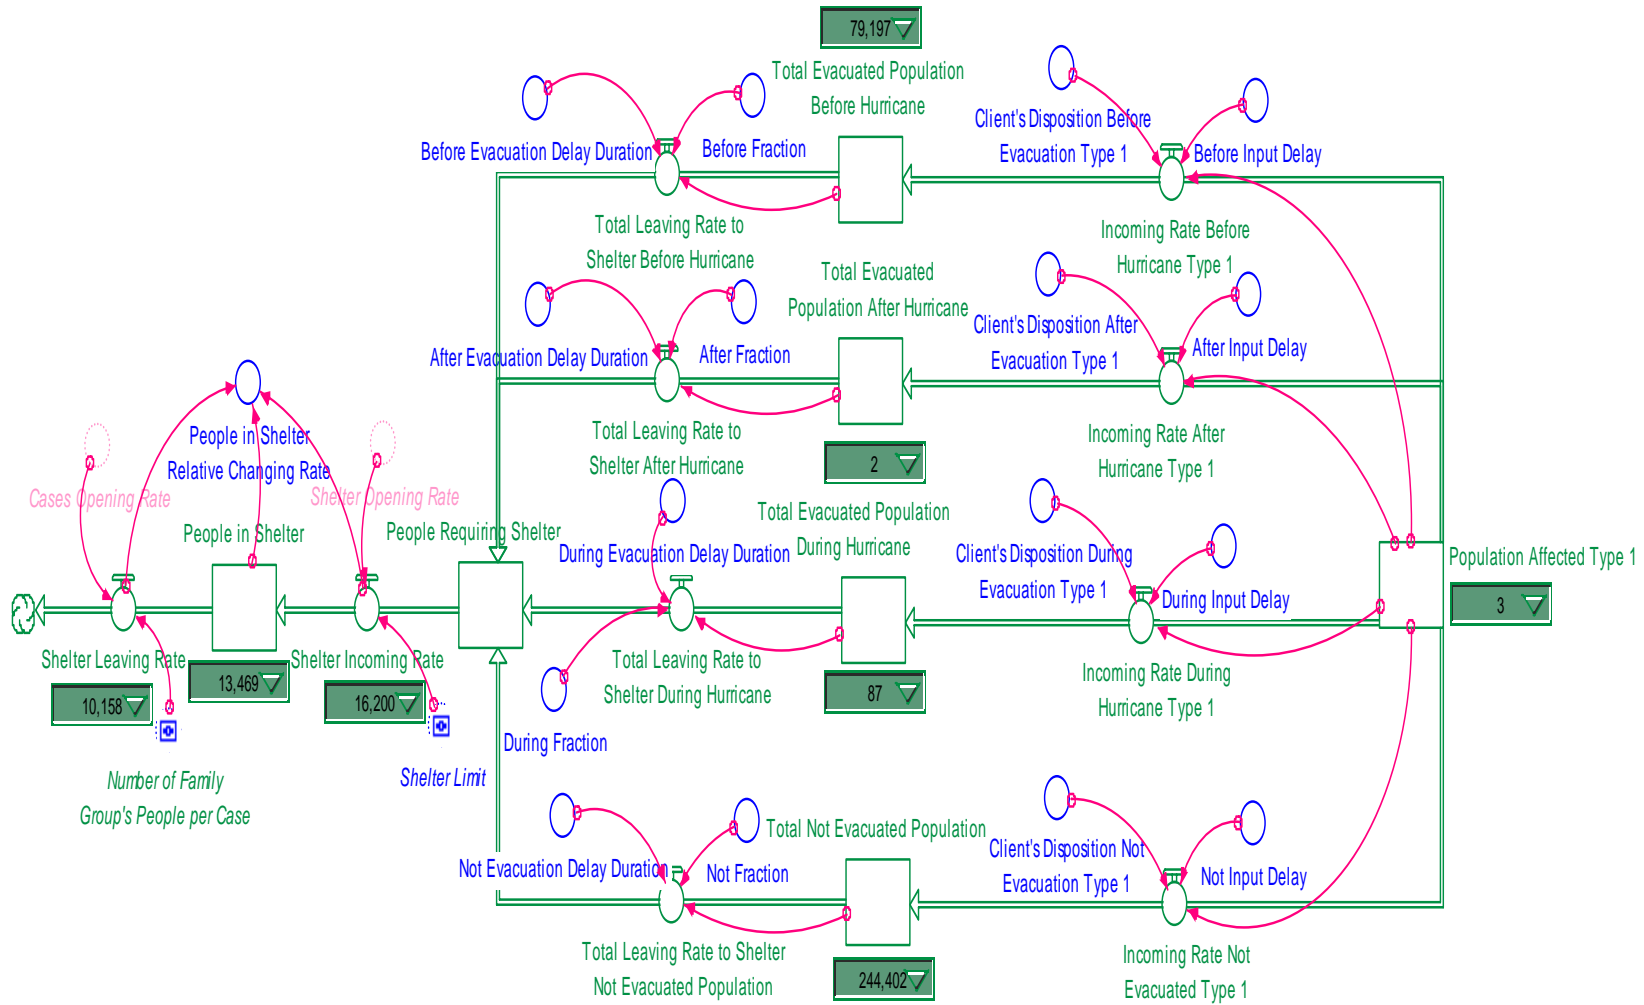 79,197
Total Evacuated Population
Before Hurricane
Client's Disposition Before
Evacuation Type 1
Before Evacuation Delay Duration
Before Fraction
Before Input Delay
Total Leaving Rate to
Shelter Before Hurricane
Incoming Rate Before
Hurricane Type 1
Total Evacuated
Population After Hurricane
Client's Disposition After
Evacuation Type 1
After Evacuation Delay Duration
After Fraction
After Input Delay
Total Leaving Rate to
Shelter After Hurricane
Incoming Rate After
Hurricane Type 1
2
People in Shelter
Relative Changing Rate
Cases Opening Rate
Shelter Opening Rate
People in Shelter
People Requiring Shelter
Total Evacuated Population
During Hurricane
During Evacuation Delay Duration
Client's Disposition During
Evacuation Type 1
During Input Delay
Population Affected Type 1
3
Shelter Leaving Rate
10,158
13,469
Shelter Incoming Rate
16,200
Total Leaving Rate to
Shelter During Hurricane
87
Incoming Rate During
Hurricane Type 1
During Fraction
Number of Family
Group's People per Case
Shelter Limit
Total Not Evacuated Population
Client's Disposition Not
Evacuation Type 1
Not Evacuation Delay Duration
Not Fraction
Not Input Delay
Total Leaving Rate to Shelter
Not Evacuated Population
244,402
Incoming Rate Not
Evacuated Type 1